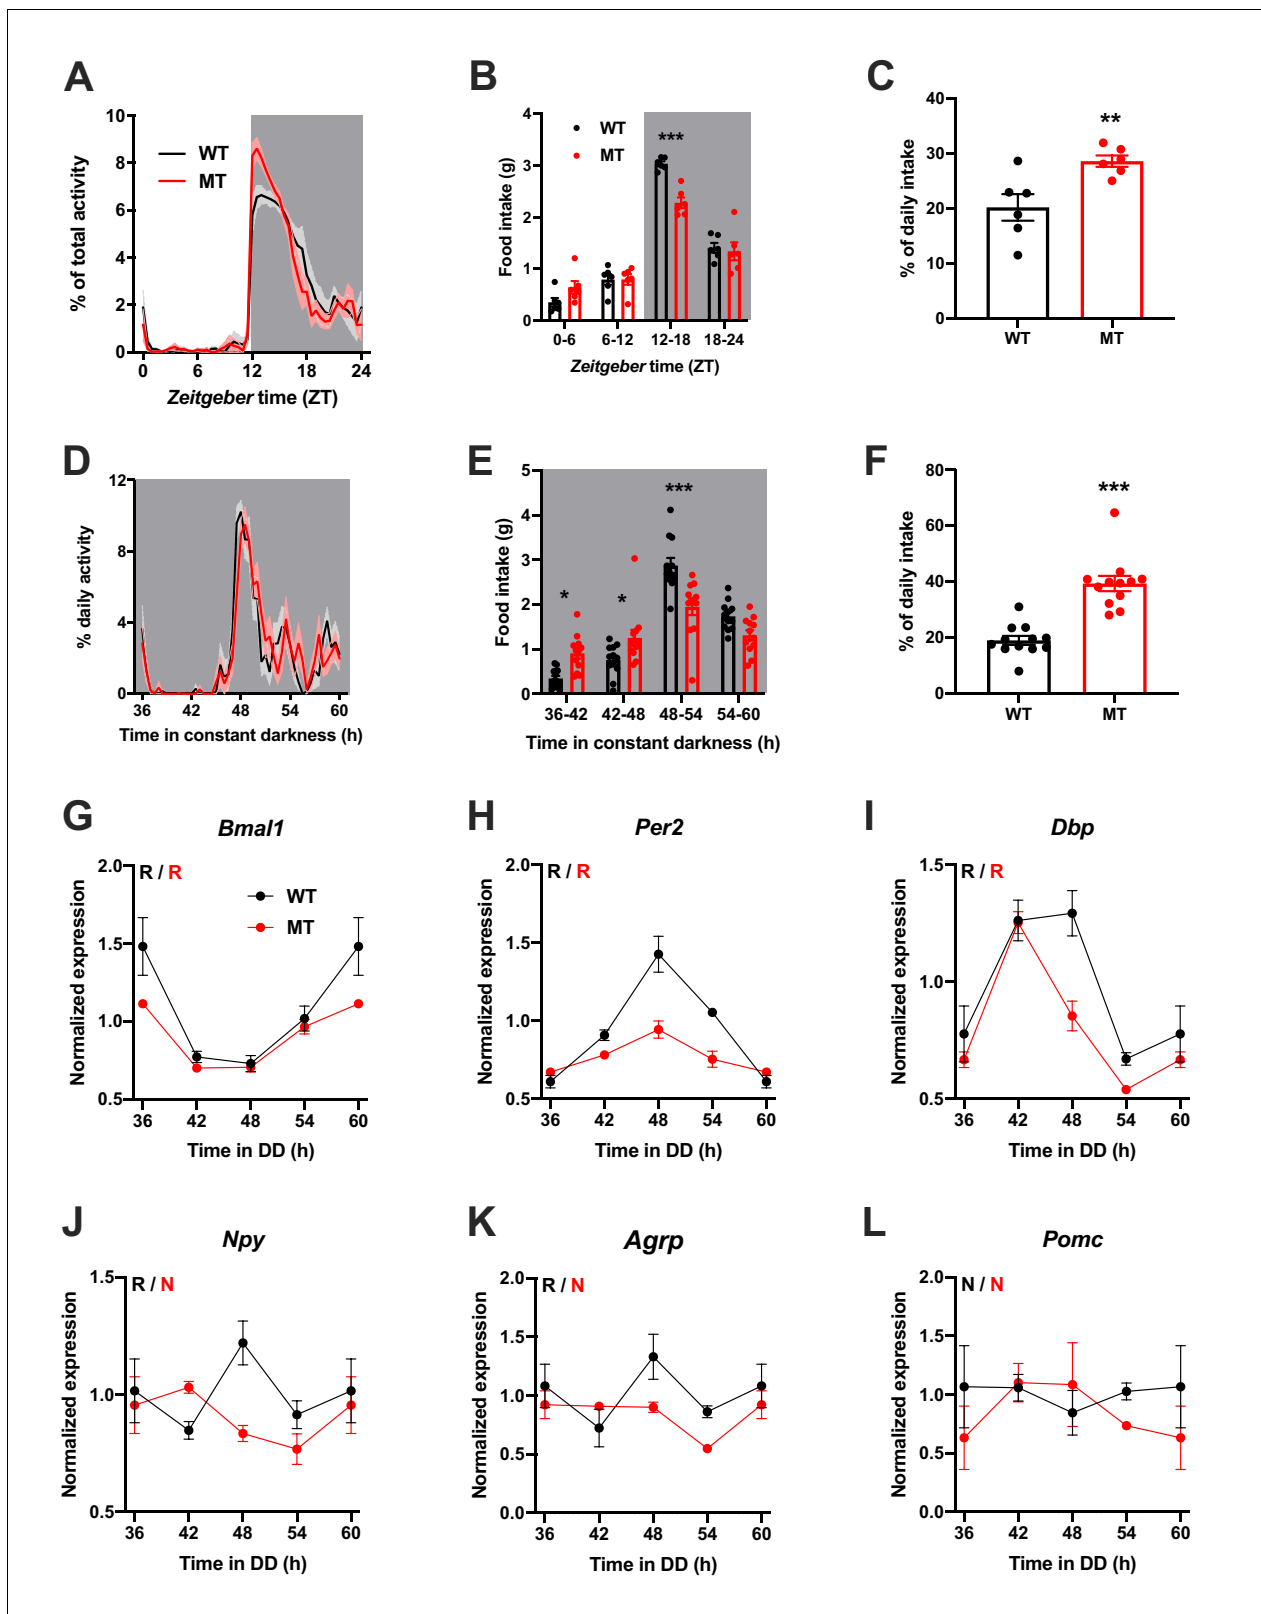 A
% of total activity
10
8
6
4
2
0
WT
MT
0
6
12
18
24
Zeitgeber time (ZT)
B
Food intake (g)
4
3
2
1
0
WT
MT
***
0-6
6-12
12-18
18-24
Zeitgeber time (ZT)
C
% of daily intake
40
30
20
10
0
**
WT
MT
D
% daily activity
12
8
4
0
36
42
48
54
60
Time in constant darkness (h)
E
Food intake (g)
5
4
3
2
1
0
*
*
***
36-42
42-48
48-54
54-60
Time in constant darkness (h)
F
% of daily intake
80
60
40
20
0
***
WT
MT
G
Bmal1
Normalized expression
2.0
1.5
1.0
0.5
R / R
WT
MT
36
42
48
54
60
Time in DD (h)
H
Per2
Normalized expression
2.0
1.5
1.0
0.5
R / R
36
42
48
54
60
Time in DD (h)
I
Dbp
Normalized expression
1.5
1.0
0.5
R / R
36
42
48
54
60
Time in DD (h)
J
Npy
Normalized expression
1.5
1.0
0.5
R / N
36
42
48
54
60
Time in DD (h)
K
Agrp
Normalized expression
2.0
1.5
1.0
0.5
0.0
R / N
36
42
48
54
60
Time in DD (h)
L
Pomc
Normalized expression
2.0
1.5
1.0
0.5
0.0
N / N
36
42
48
54
60
Time in DD (h)